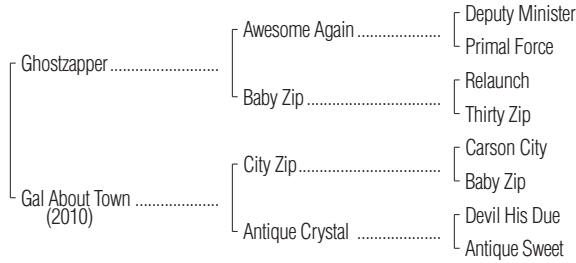 Deputy Minister
Awesome Again ..................
Primal Force
Ghostzapper ........................
Relaunch
Baby Zip .............................
Thirty Zip
Carson City
City Zip ...............................
Baby Zip
Gal About Town ..................
(2010)
Devil His Due
Antique Crystal ..................
Antique Sweet